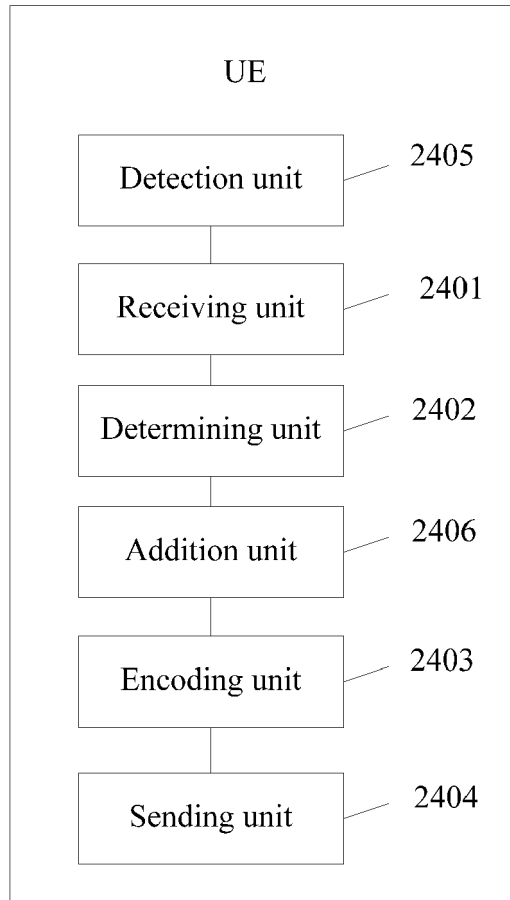 UE
Detection unit
2405
Receiving unit
2401
Determining unit
2402
Addition unit
2406
Encoding unit
2403
Sending unit
2404